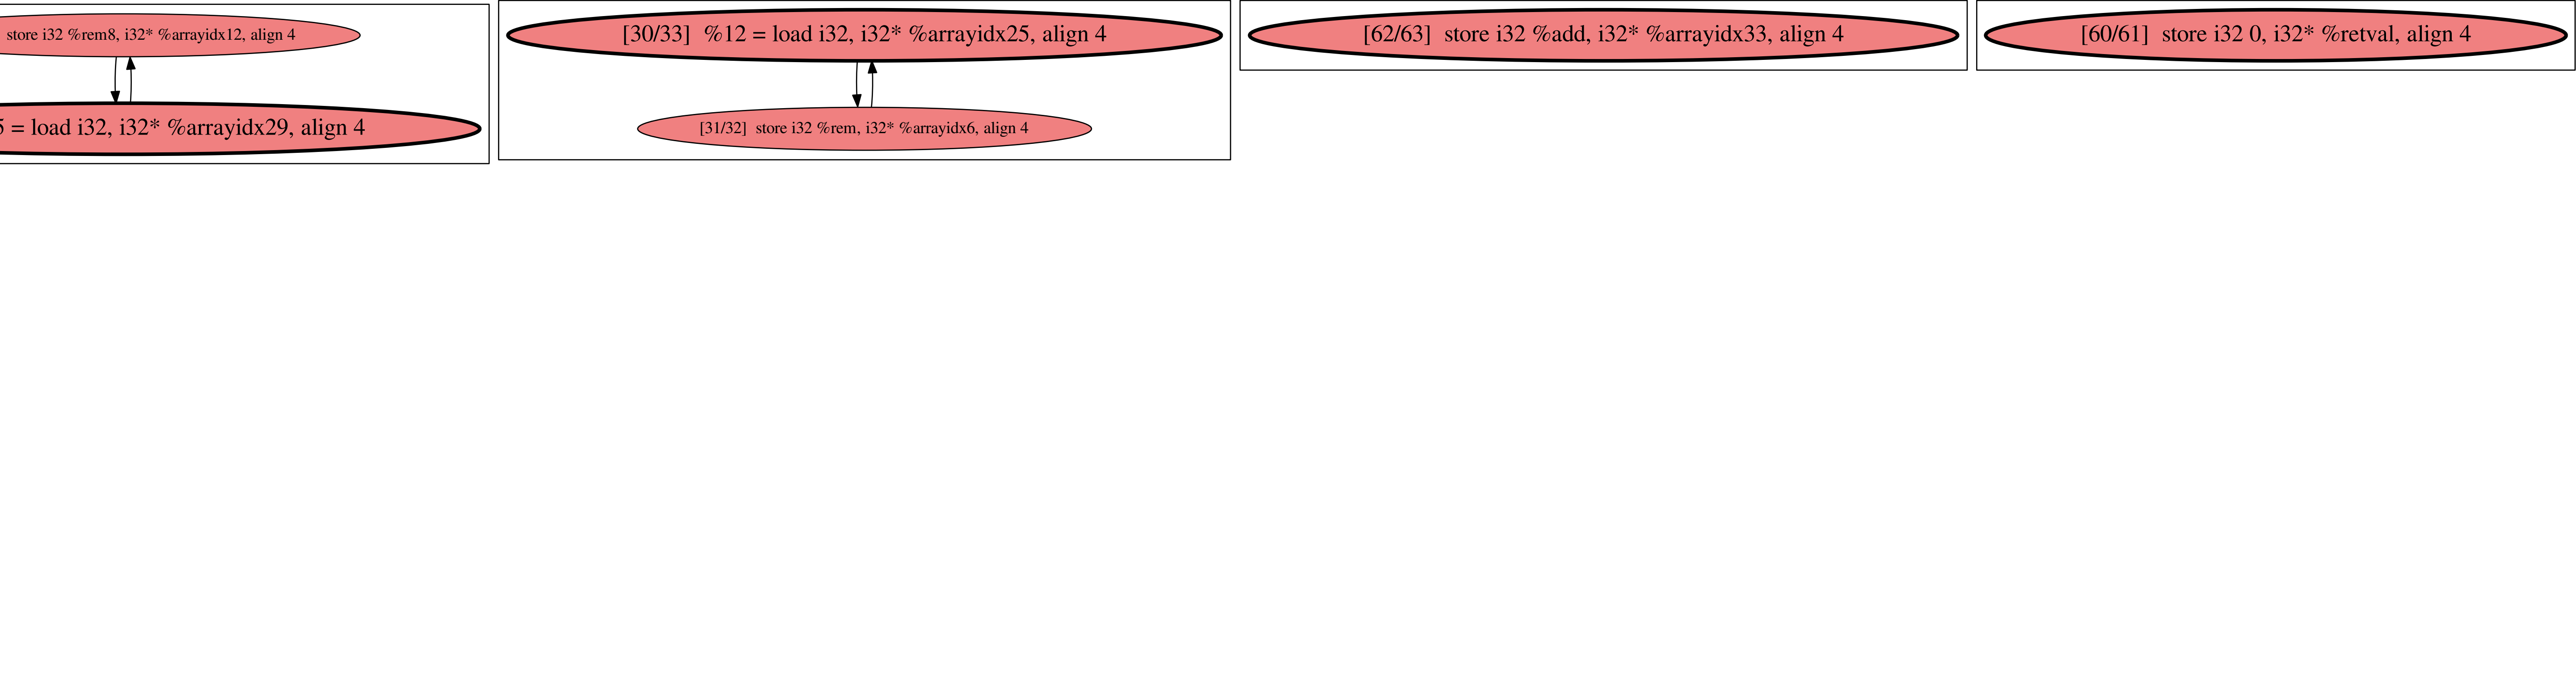 store i32 %rem8, i32* %arrayidx12, align 4
= load i32, i32* %arrayidx29, align 4
[30/33] %12 = load i32, i32* %arrayidx25, align 4
[31/32] store i32 %rem, i32* %arrayidx6, align 4
[62/63] store i32 %add, i32* %arrayidx33, align 4
[60/61] store i32 0, i32* %retval, align 4